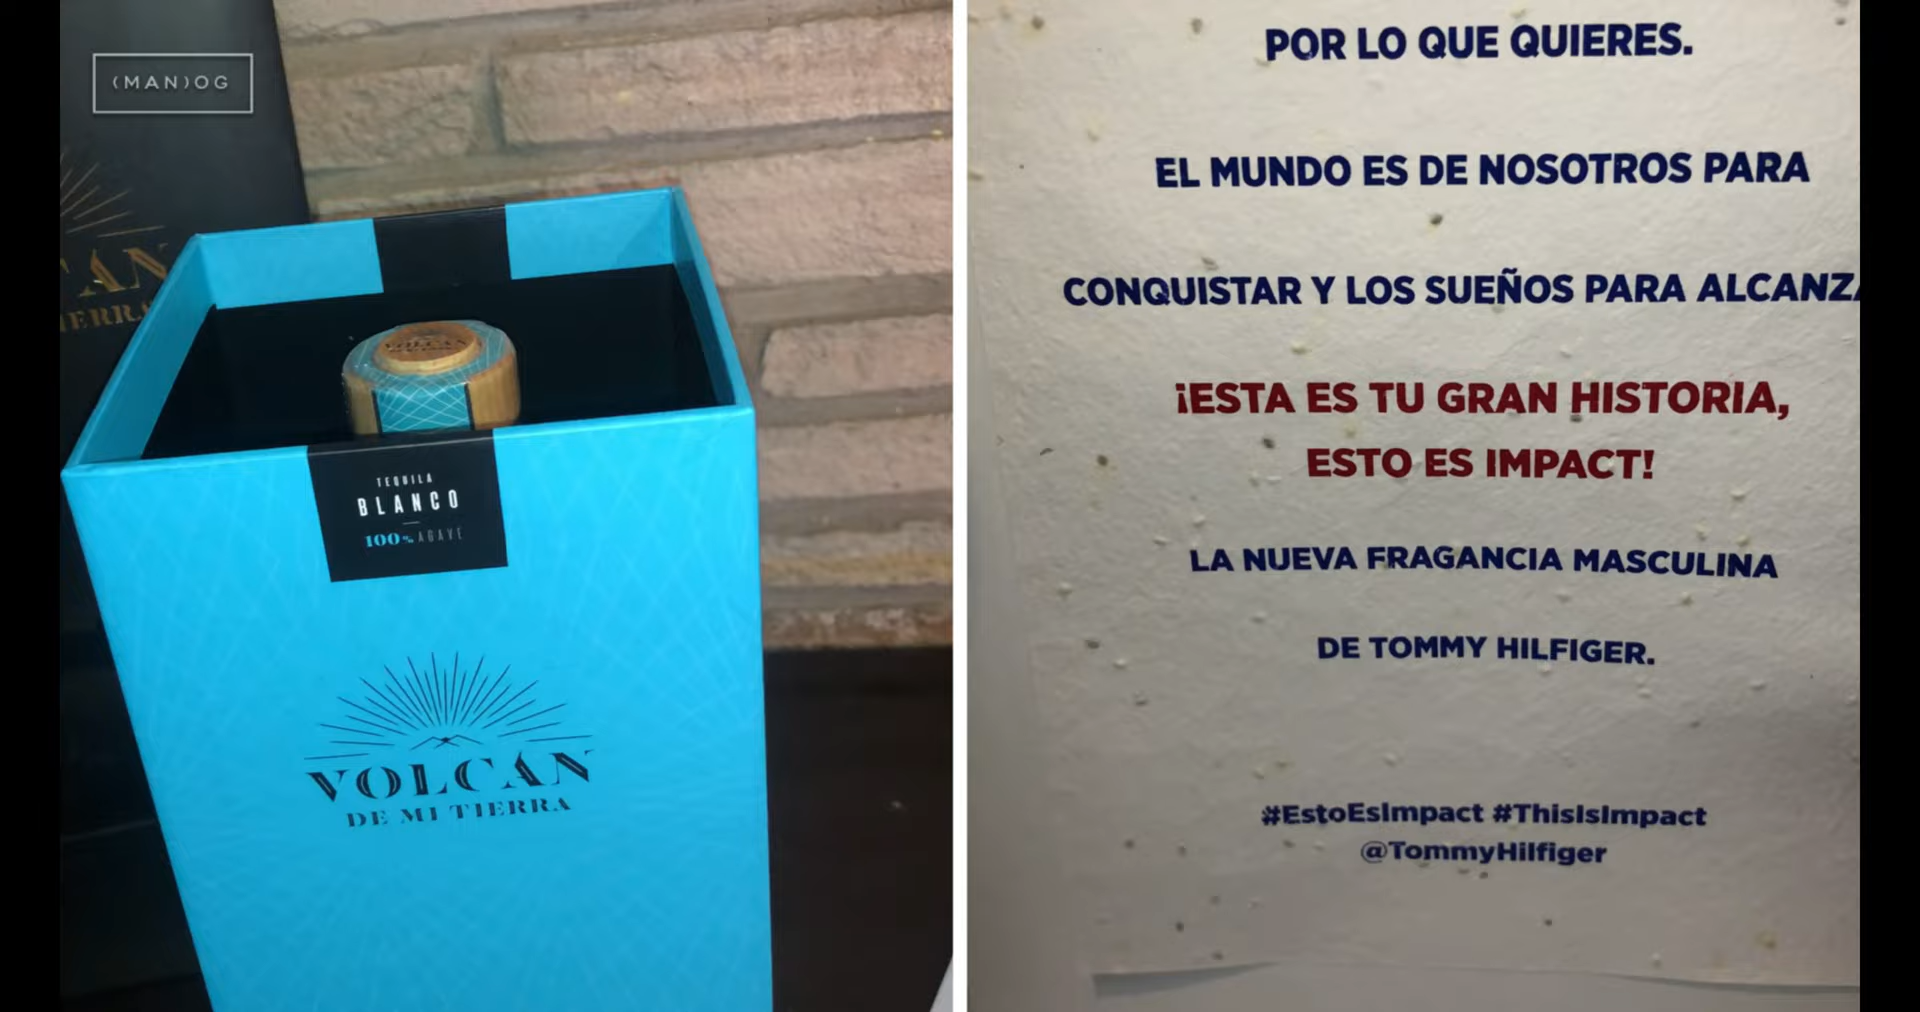 (MAN)OG
VOLCAN
TEQUILA
BLANCO
100% AGAVE
VOLCÁN
DE MI TIERRA
POR LO QUE QUIERES.
EL MUNDO ES DE NOSOTROS PARA
CONQUISTAR Y LOS SUEÑOS PARA ALCANZA
¡ESTA ES TU GRAN HISTORIA,
ESTO ES IMPACT!
LA NUEVA FRAGANCIA MASCULINA
DE TOMMY HILFIGER.
#EstoEsImpact #ThisIsImpact
@TommyHilfiger